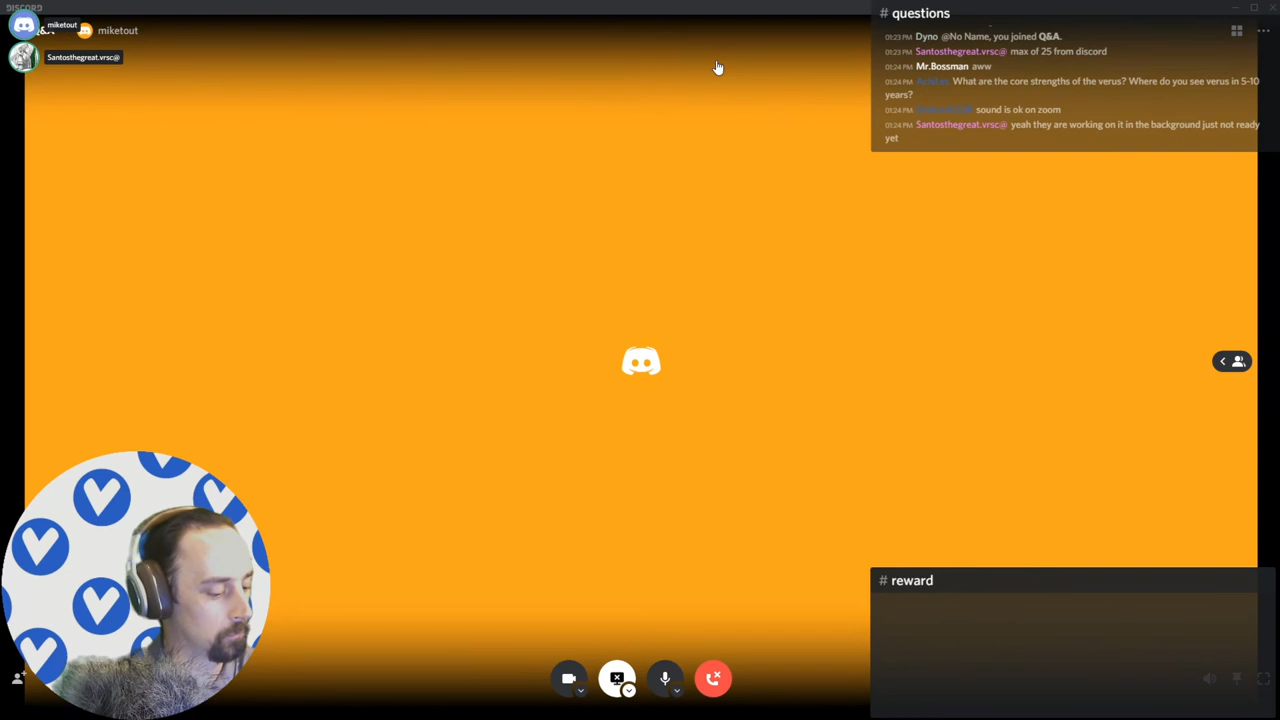 DISCORD
miketout
miketout
Santosthegreat.vrsc@
# questions
01:23 PM Dyno @No Name, you joined Q&A.
01:23 PM Santosthegreat.vrsc@ max of 25 from discord
01:24 PM Mr.Bossman aww
01:24 PM What are the core strengths of the verus? Where do you see verus in 5-10
years?
01:24 PM sound is ok on zoom
01:24 PM Santosthegreat.vrsc@ yeah they are working on it in the background just not ready
yet
# reward